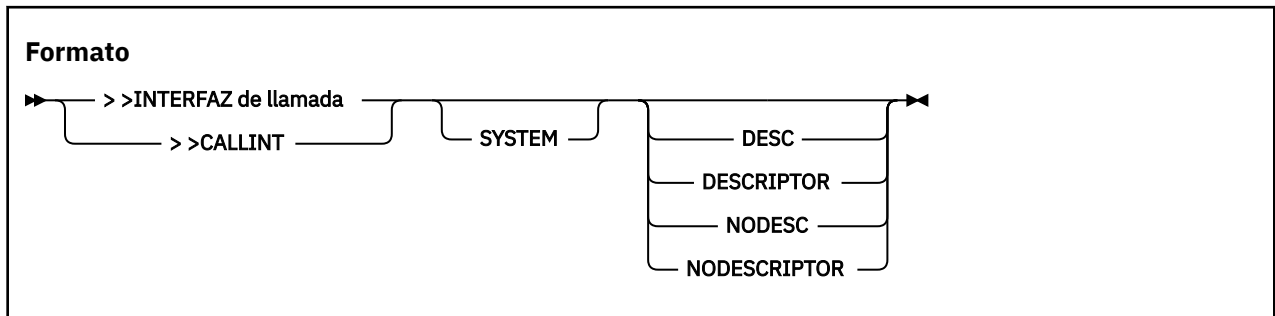 Formato
> >INTERFAZ de llamada
> >CALLINT
SYSTEM
DESC
DESCRIPTOR
NODESC
NODESCRIPTOR